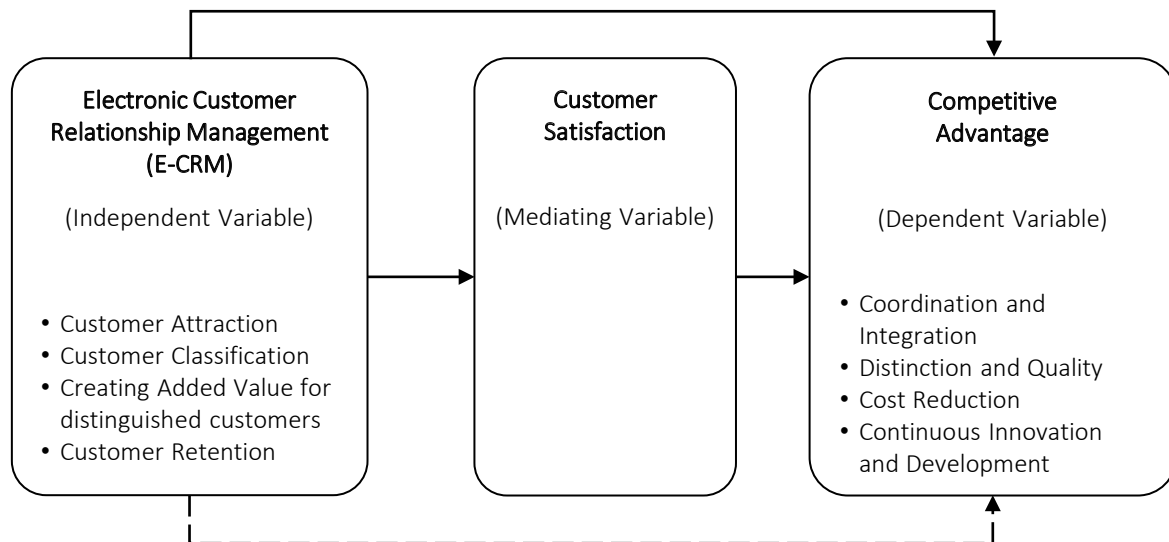 Electronic Customer
Relationship Management
(E-CRM)
(Independent Variable)
• Customer Attraction
• Customer Classification
• Creating Added Value for
distinguished customers
• Customer Retention
Customer
Satisfaction
(Mediating Variable)
Competitive
Advantage
(Dependent Variable)
• Coordination and
Integration
• Distinction and Quality
• Cost Reduction
• Continuous Innovation
and Development